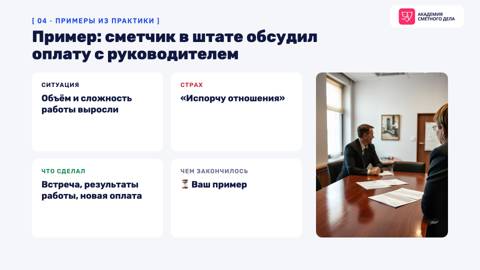 [ 04 · ПРИМЕРЫ ИЗ ПРАКТИКИ ]
АКАДЕМИЯ
СМЕТНОГО ДЕЛА
Пример: сметчик в штате обсудил
оплату с руководителем
СИТУАЦИЯ
Объём и сложность
работы выросли
СТРАХ
«Испорчу отношения»
ЧТО СДЕЛАЛ
Встреча, результаты
работы, новая оплата
ЧЕМ ЗАКОНЧИЛОСЬ
⏳ Ваш пример